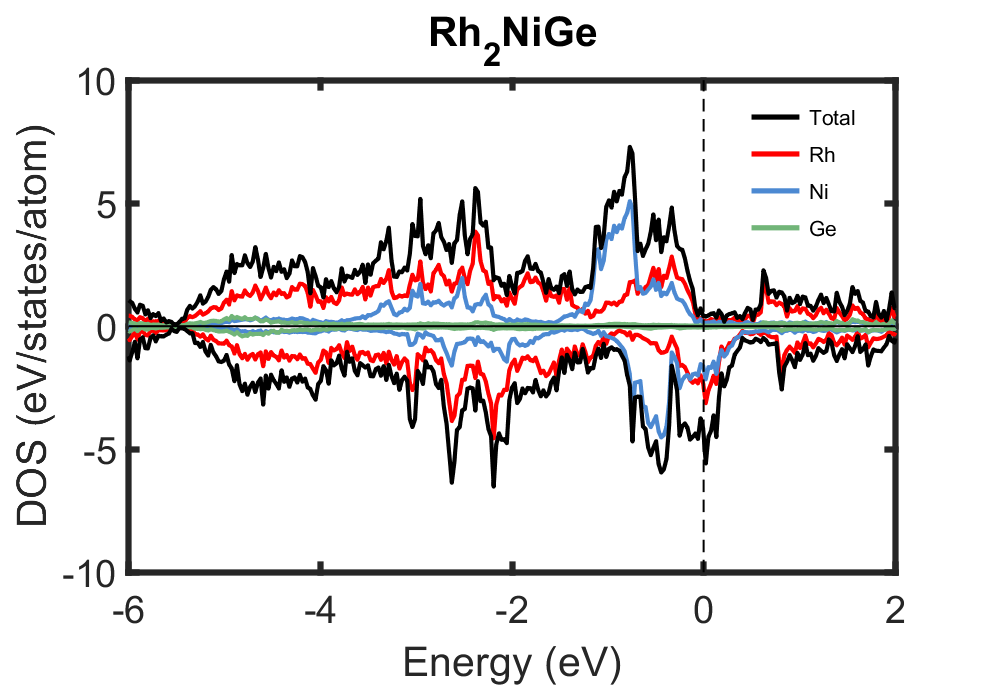 Rh₂NiGe
DOS (eV/states/atom)
10
5
0
-5
-10
Total
Rh
Ni
Ge
-6 -4 -2 0 2
Energy (eV)